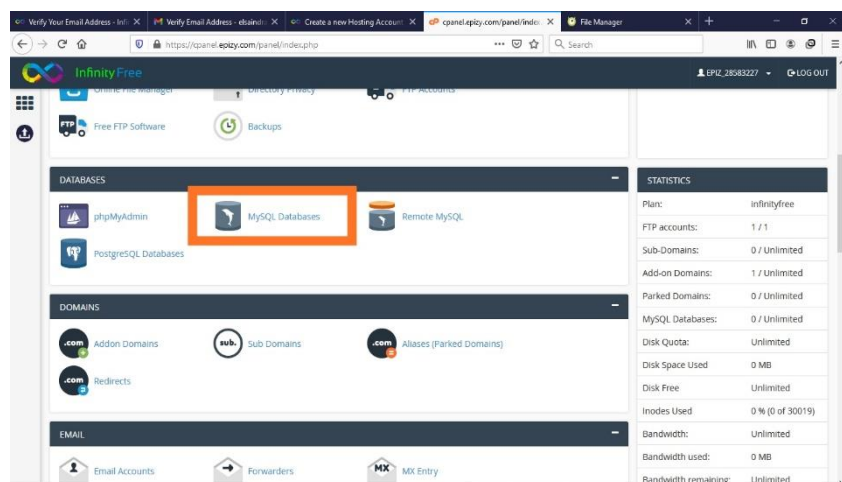 Verify Your Email Address - Infi
Verify Email Address - elsaindra
Create a new Hosting Account
cpanel.epizy.com/panel/index.
File Manager
https://cpanel.epizy.com/panel/index.php
Search
InfinityFree
EPIZ_28583227
LOG OUT
Online File Manager
Directory Privacy
FTP Accounts
Free FTP Software
Backups
DATABASES
phpMyAdmin
MySQL Databases
Remote MySQL
PostgreSQL Databases
DOMAINS
Addon Domains
Sub Domains
Aliases (Parked Domains)
Redirects
EMAIL
Email Accounts
Forwarders
MX Entry
STATISTICS
Plan: infinityfree
FTP accounts: 1 / 1
Sub-Domains: 0 / Unlimited
Add-on Domains: 1 / Unlimited
Parked Domains: 0 / Unlimited
MySQL Databases: 0 / Unlimited
Disk Quota: Unlimited
Disk Space Used 0 MB
Disk Free Unlimited
Inodes Used 0 % (0 of 30019)
Bandwidth: Unlimited
Bandwidth used: 0 MB
Bandwidth remaining: Unlimited